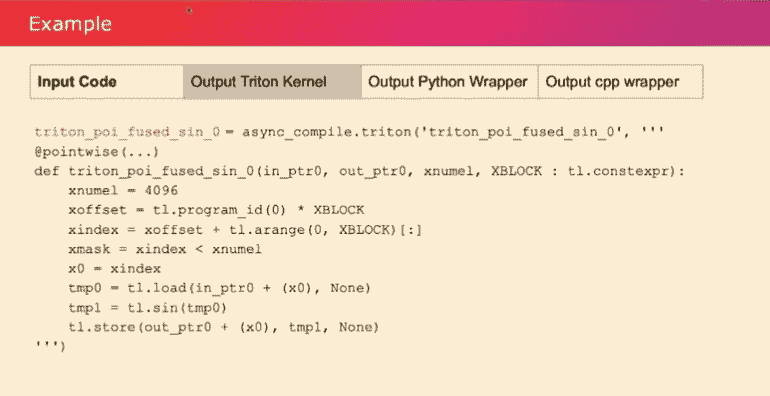 Example
Input Code
Output Triton Kernel
Output Python Wrapper
Output cpp wrapper
triton_poi_fused_sin_0 = async_compile.triton('triton_poi_fused_sin_0', '''
@pointwise(...)
def triton_poi_fused_sin_0(in_ptr0, out_ptr0, xnumel, XBLOCK : tl.constexpr):
    xnumel = 4096
    xoffset = tl.program_id(0) * XBLOCK
    xindex = xoffset + tl.arange(0, XBLOCK)[:]
    xmask = xindex < xnumel
    x0 = xindex
    tmp0 = tl.load(in_ptr0 + (x0), None)
    tmp1 = tl.sin(tmp0)
    tl.store(out_ptr0 + (x0), tmp1, None)
''')